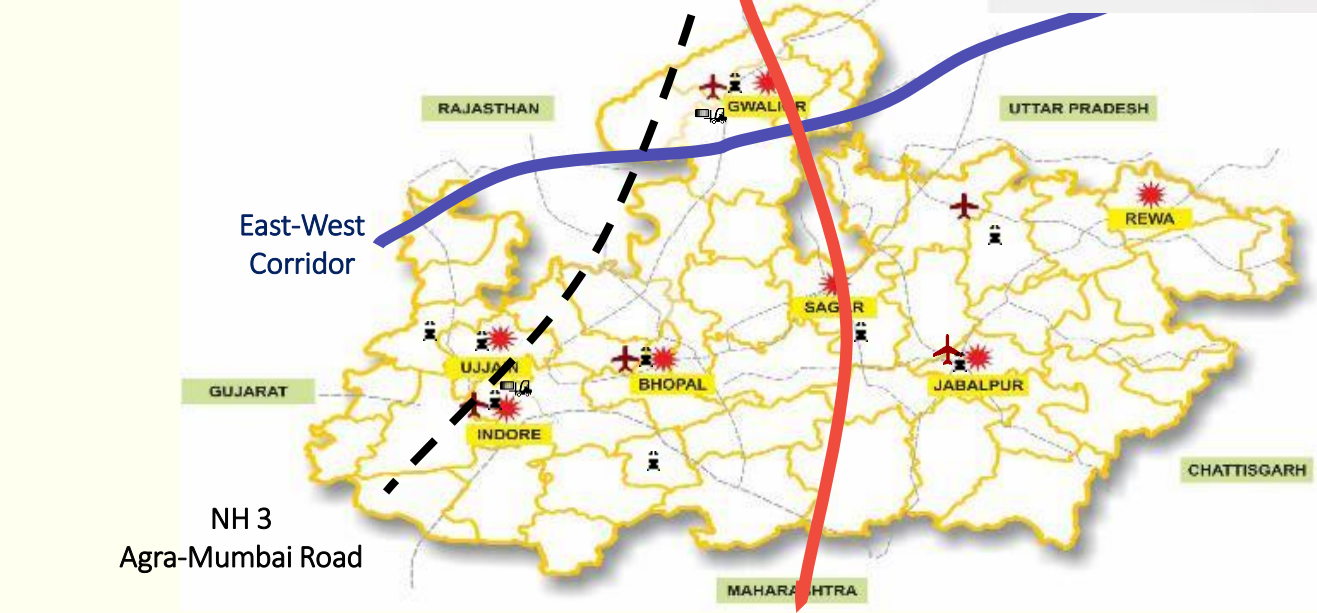 RAJASTHAN
GWALIOR
UTTAR PRADESH
East-West
Corridor
REWA
SAGAR
UJJAIN
BHOPAL
JABALPUR
GUJARAT
INDORE
CHATTISGARH
NH 3
Agra-Mumbai Road
MAHARASHTRA